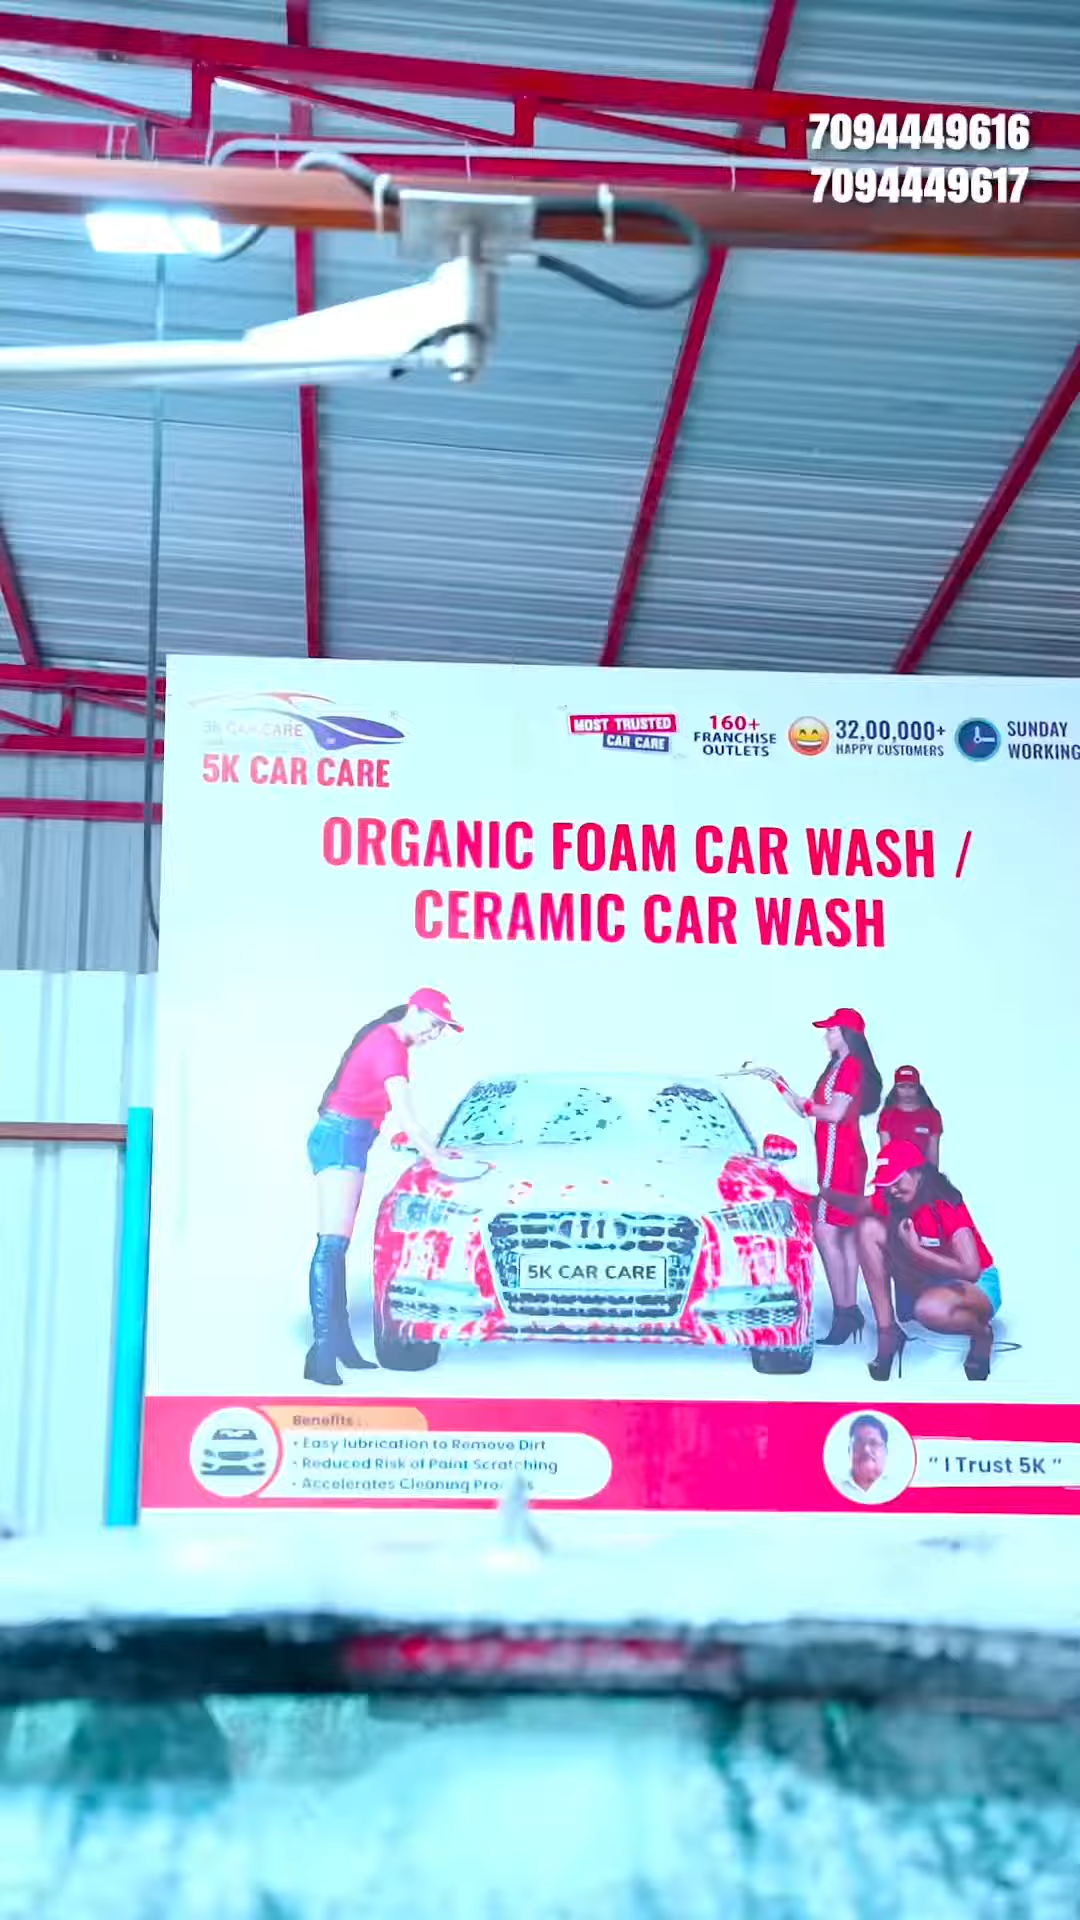 7094449616
7094449617
5K CAR CARE
5K CAR CARE
MOST TRUSTED
CAR CARE
160+
FRANCHISE
OUTLETS
32,00,000+
HAPPY CUSTOMERS
SUNDAY
WORKING
ORGANIC FOAM CAR WASH /
CERAMIC CAR WASH
5K CAR CARE
Benefits :
• Easy lubrication to Remove Dirt
• Reduced Risk of Paint Scratching
• Accelerates Cleaning
" I Trust 5K "